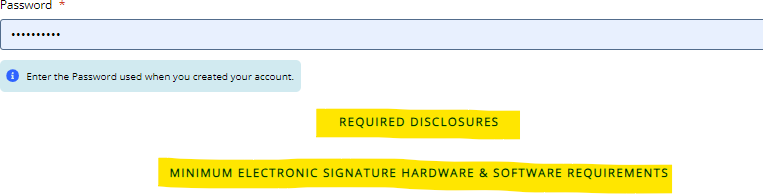 Password *
••••••••••
Enter the Password used when you created your account.
REQUIRED DISCLOSURES
MINIMUM ELECTRONIC SIGNATURE HARDWARE & SOFTWARE REQUIREMENTS